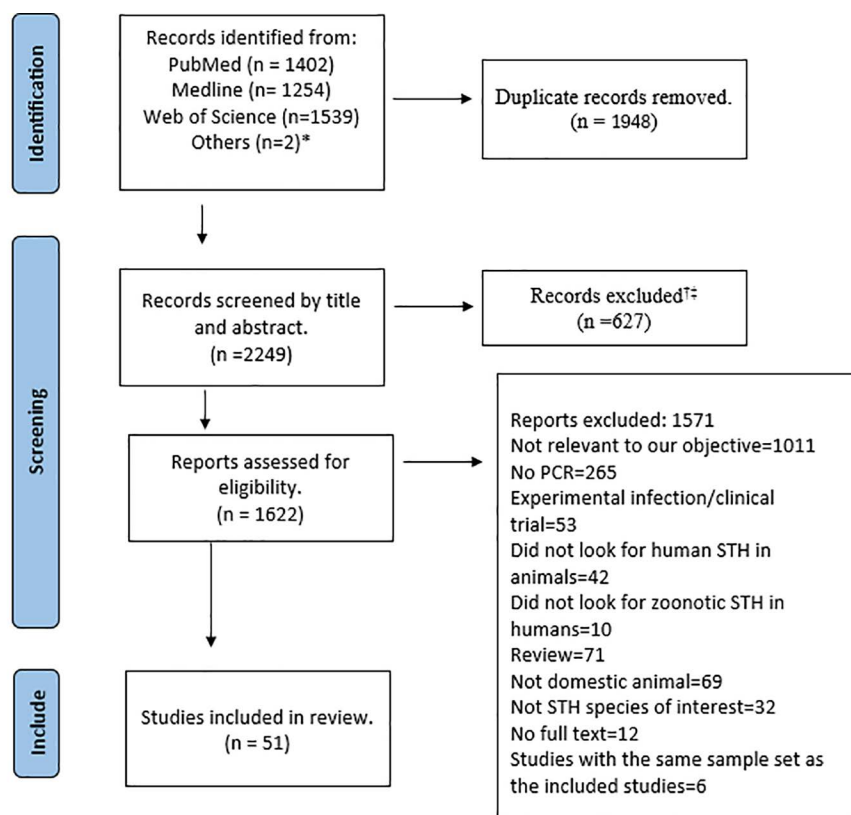 Identification
Records identified from:
PubMed (n = 1402)
Medline (n= 1254)
Web of Science (n=1539)
Others (n=2)*
Duplicate records removed.
(n = 1948)
Screening
Records screened by title
and abstract.
(n =2249)
Records excluded†‡
(n =627)
Reports assessed for
eligibility.
(n = 1622)
Reports excluded: 1571
Not relevant to our objective=1011
No PCR=265
Experimental infection/clinical
trial=53
Did not look for human STH in
animals=42
Did not look for zoonotic STH in
humans=10
Review=71
Not domestic animal=69
Not STH species of interest=32
No full text=12
Studies with the same sample set as
the included studies=6
Include
Studies included in review.
(n = 51)